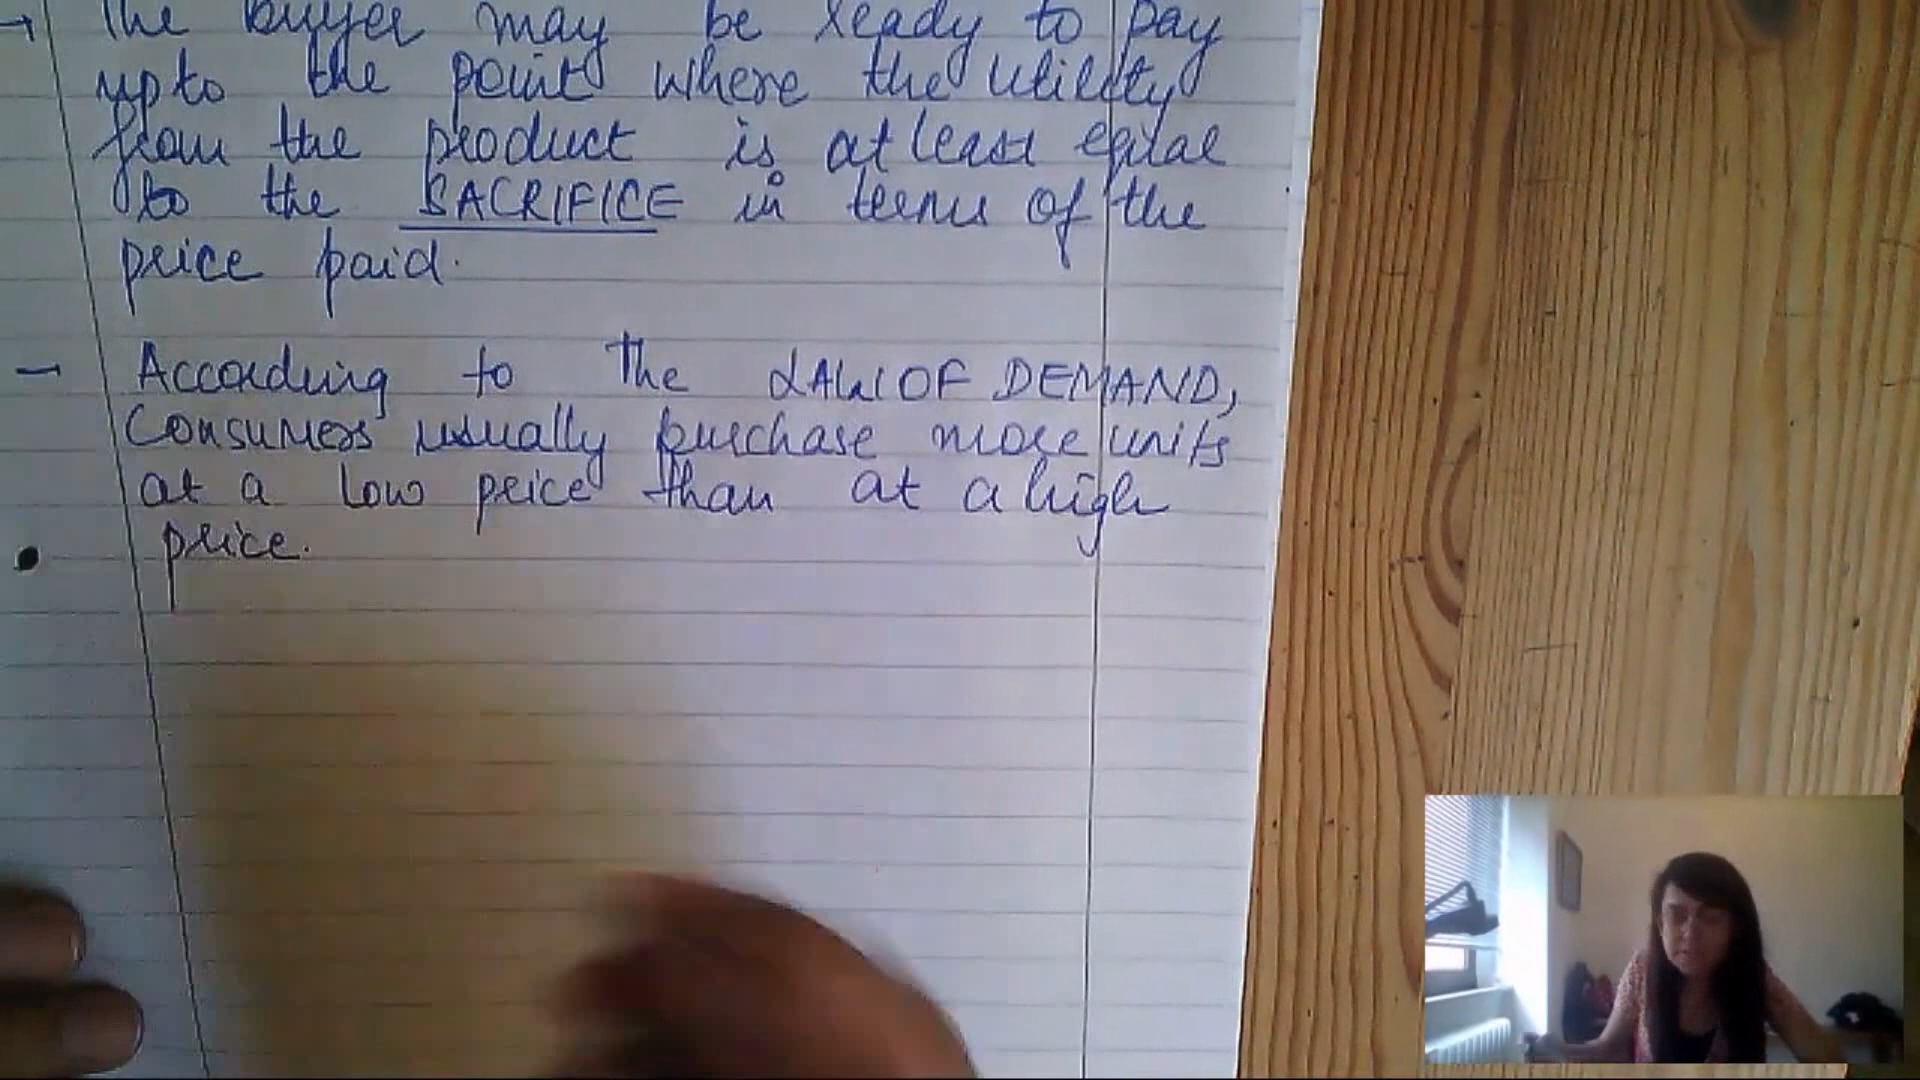 → The buyer may be ready to pay
upto the point where the utility
from the product is at least equal
to the SACRIFICE in terms of the
price paid.
- According to the LAW OF DEMAND,
Consumers usually purchase more units
at a low price than at a high
price.